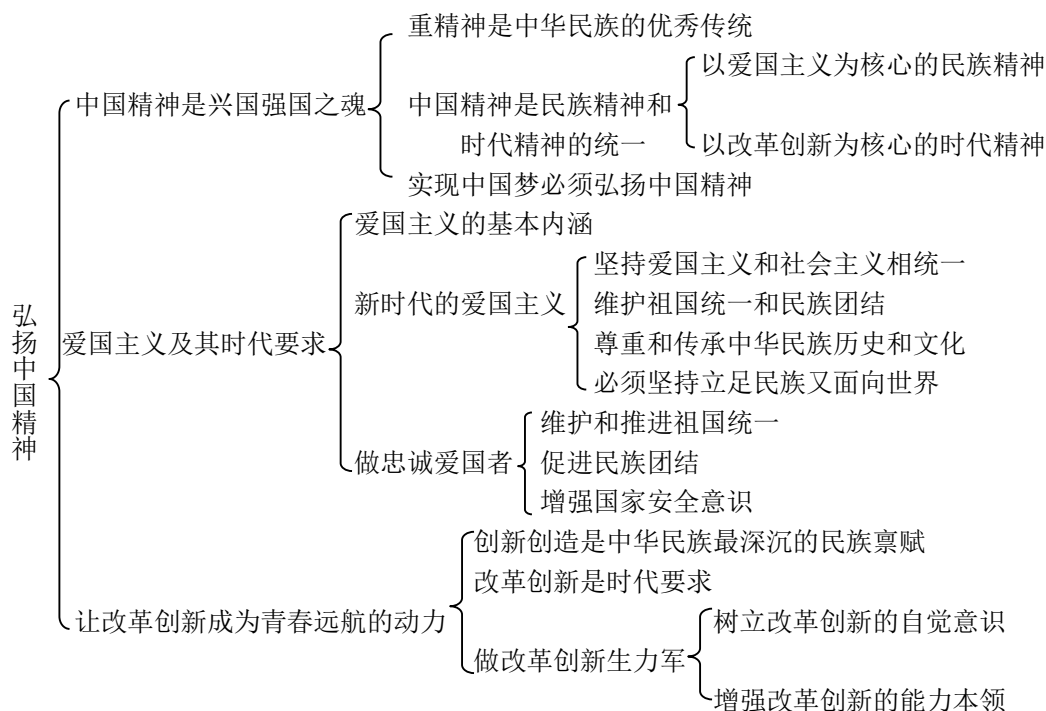 重精神是中华民族的优秀传统
以爱国主义为核心的民族精神
中国精神是兴国强国之魂
中国精神是民族精神和
时代精神的统一
以改革创新为核心的时代精神
实现中国梦必须弘扬中国精神
爱国主义的基本内涵
坚持爱国主义和社会主义相统一
新时代的爱国主义
维护祖国统一和民族团结
弘扬中国精神
爱国主义及其时代要求
尊重和传承中华民族历史和文化
必须坚持立足民族又面向世界
维护和推进祖国统一
做忠诚爱国者
促进民族团结
增强国家安全意识
创新创造是中华民族最深沉的民族禀赋
改革创新是时代要求
让改革创新成为青春远航的动力
树立改革创新的自觉意识
做改革创新生力军
增强改革创新的能力本领